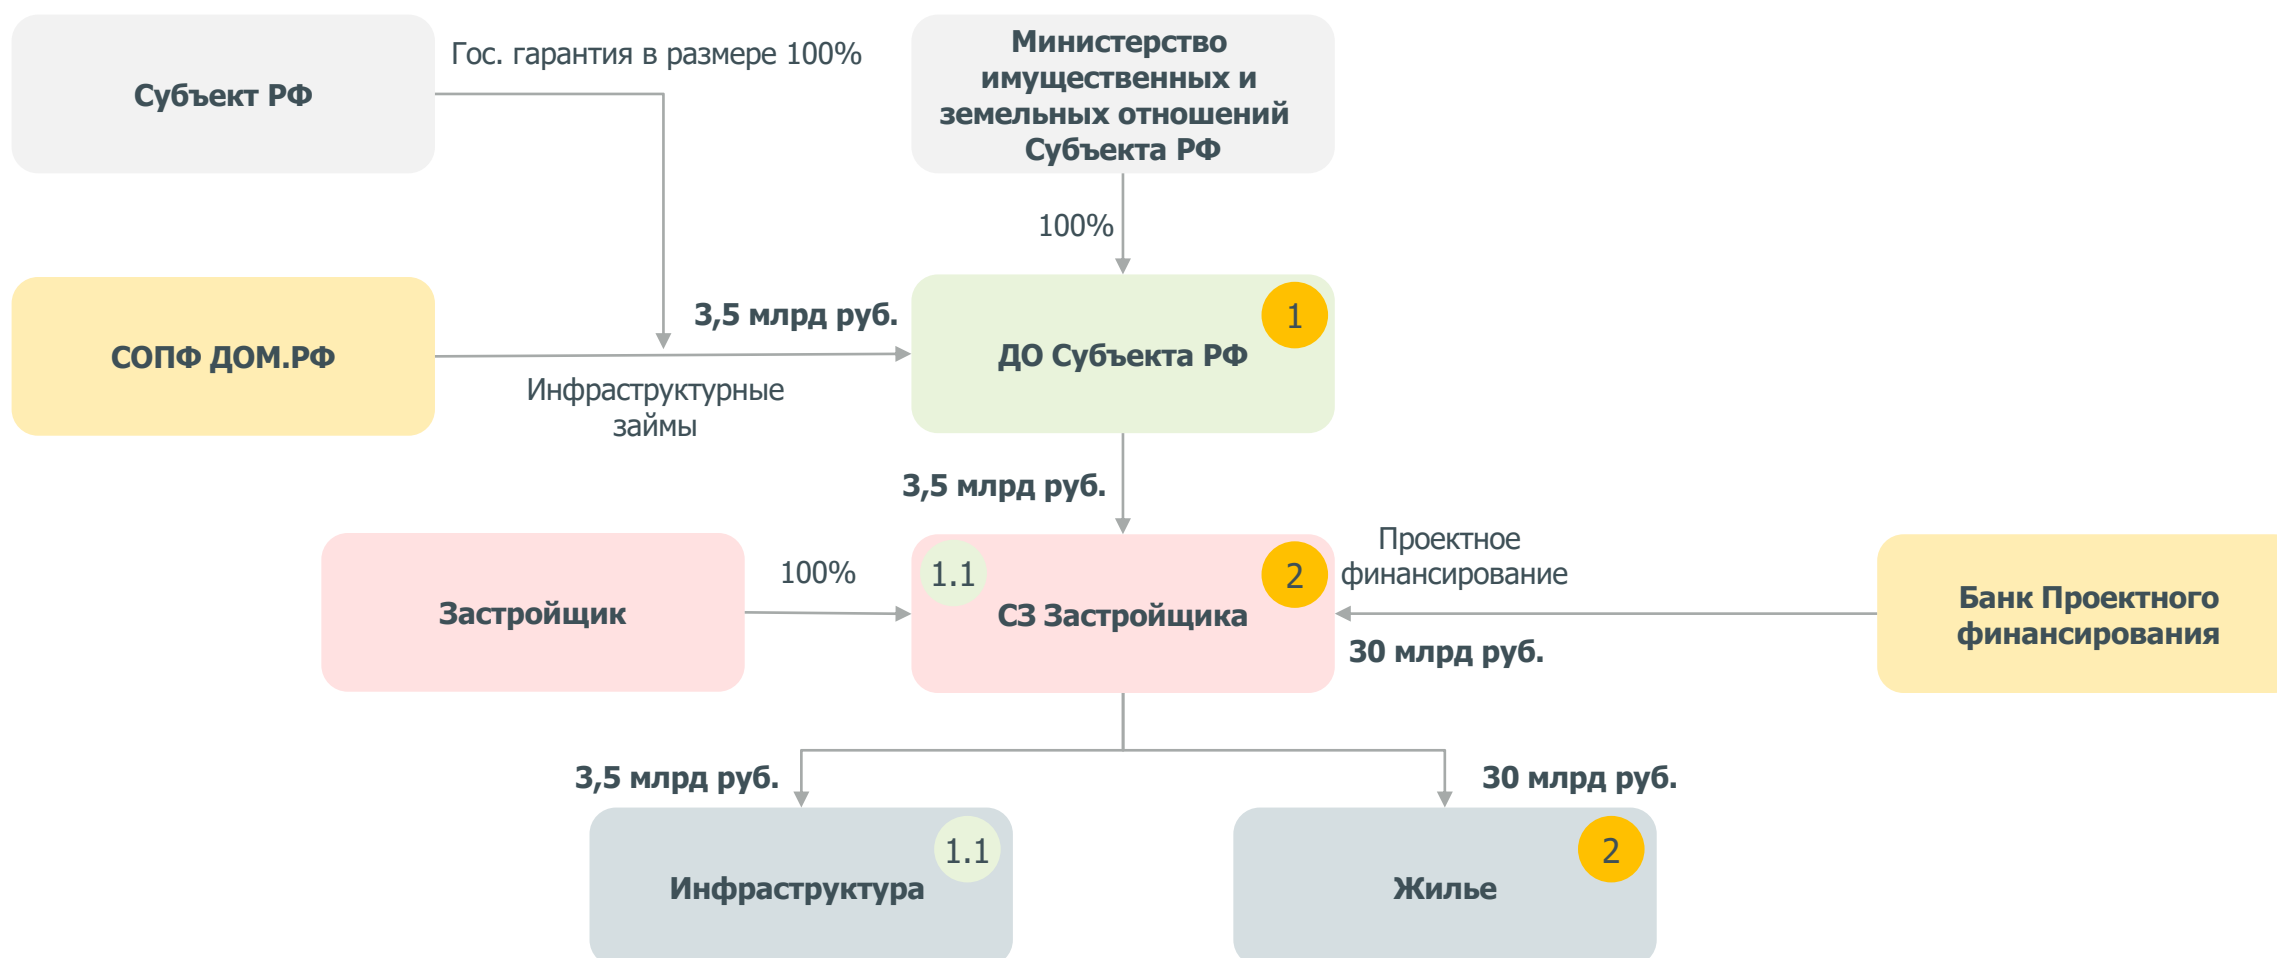 Субъект РФ
Гос. гарантия в размере 100%
Министерство
имущественных и
земельных отношений
Субъекта РФ
100%
СОПФ ДОМ.РФ
3,5 млрд руб.
Инфраструктурные
займы
1
ДО Субъекта РФ
3,5 млрд руб.
Застройщик
100%
1.1
2
СЗ Застройщика
Проектное
финансирование
30 млрд руб.
Банк Проектного
финансирования
3,5 млрд руб.
30 млрд руб.
1.1
Инфраструктура
2
Жилье